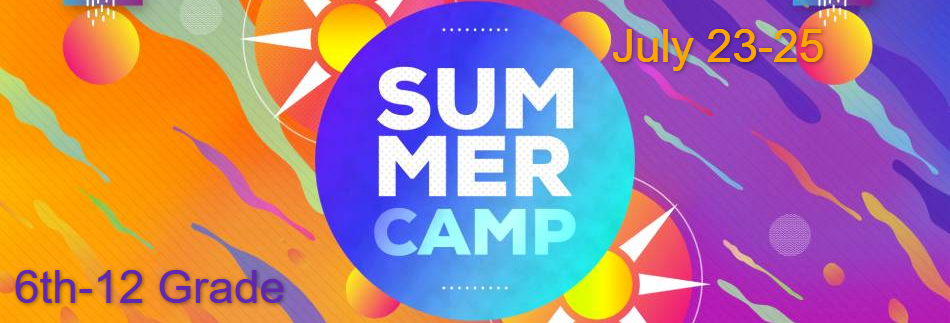 July 23-25
SUM
MER
CAMP
6th-12 Grade